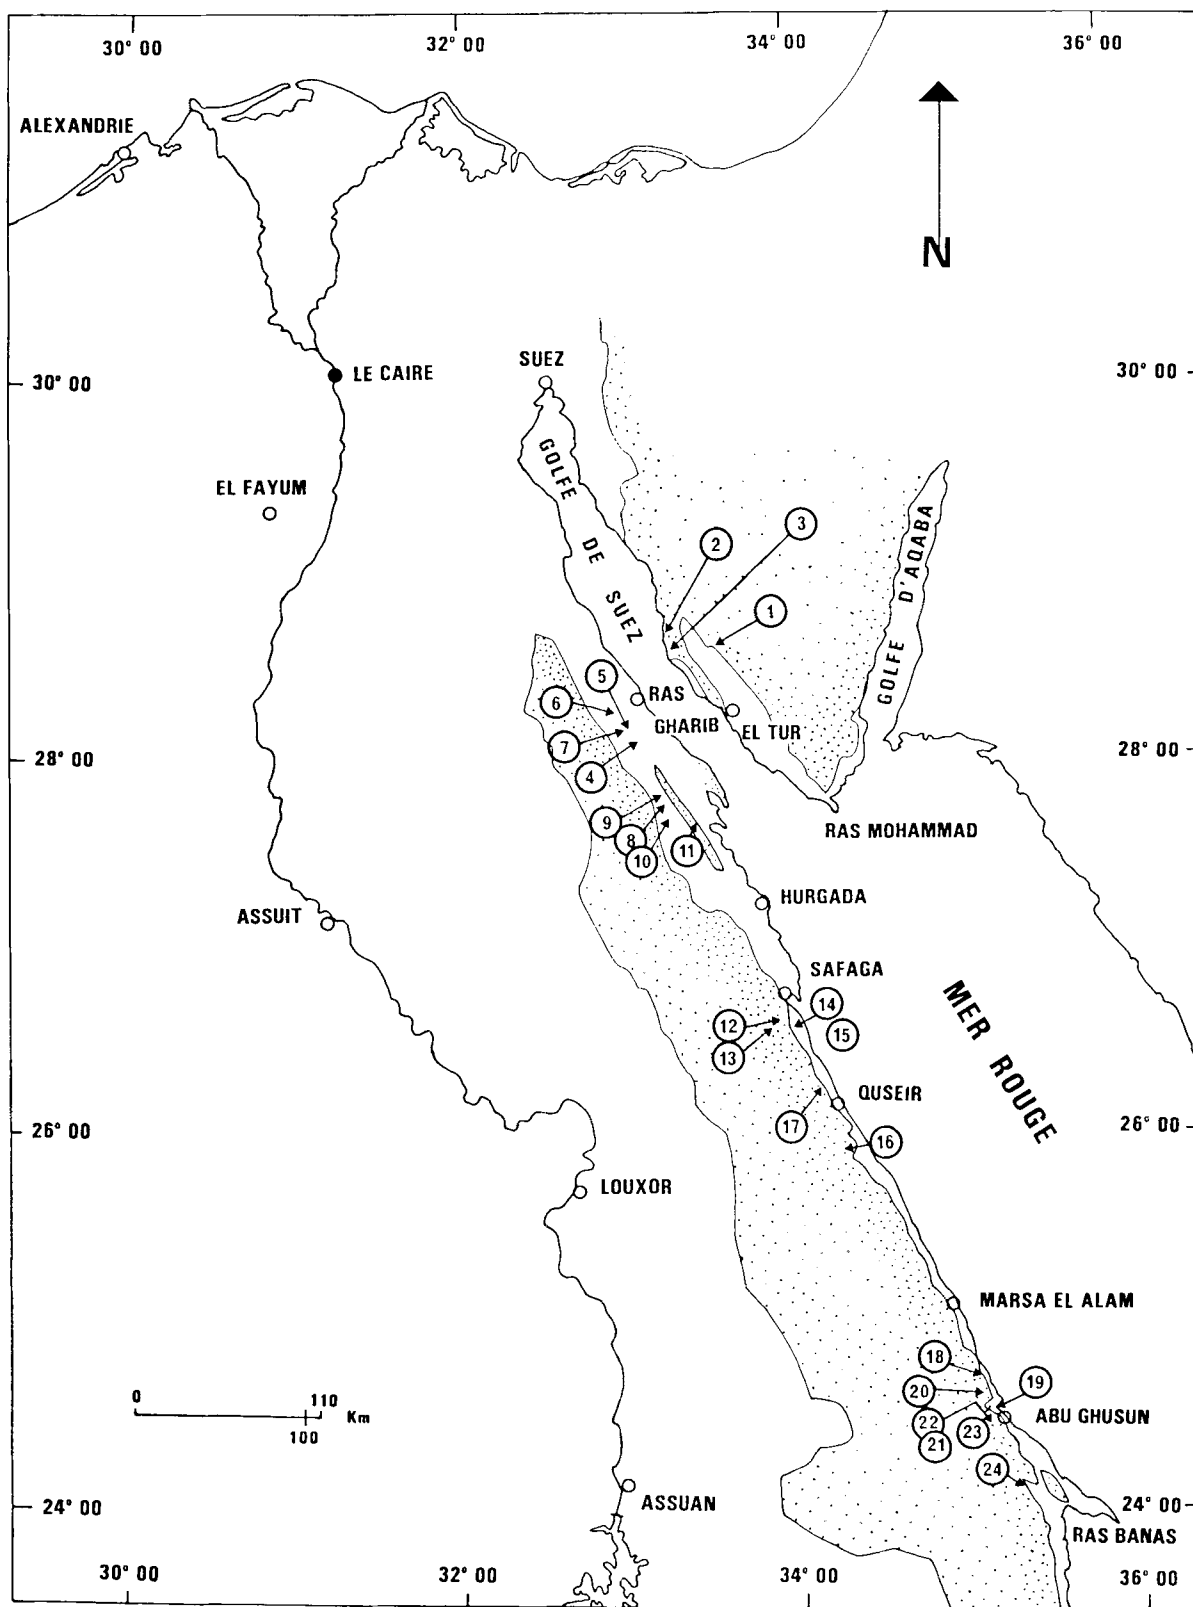 30° 00
32° 00
34° 00
36° 00
ALEXANDRIE
N
SUEZ
LE CAIRE
30° 00
30° 00
GOLFE DE SUEZ
EL FAYUM
GOLFE D'AQABA
3
2
1
5
6
RAS GHARIB
EL TUR
7
4
28° 00
28° 00
9
8
10
11
RAS MOHAMMAD
HURGADA
ASSUIT
SAFAGA
MER ROUGE
14
12
15
13
QUSEIR
17
16
26° 00
26° 00
LOUXOR
MARSA EL ALAM
18
19
20
0 110 Km
100
22
23
21
ABU GHUSUN
24
24° 00
ASSUAN
24° 00
RAS BANAS
30° 00
32° 00
34° 00
36° 00